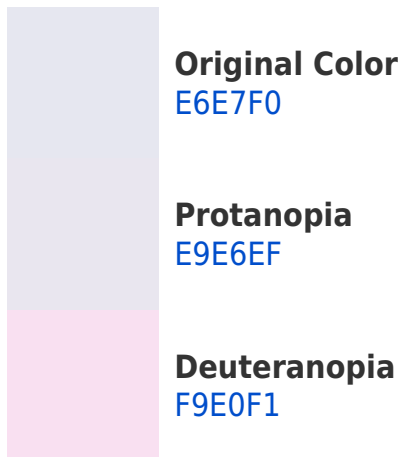 Original Color
E6E7F0
Protanopia
E9E6EF
Deuteranopia
F9E0F1